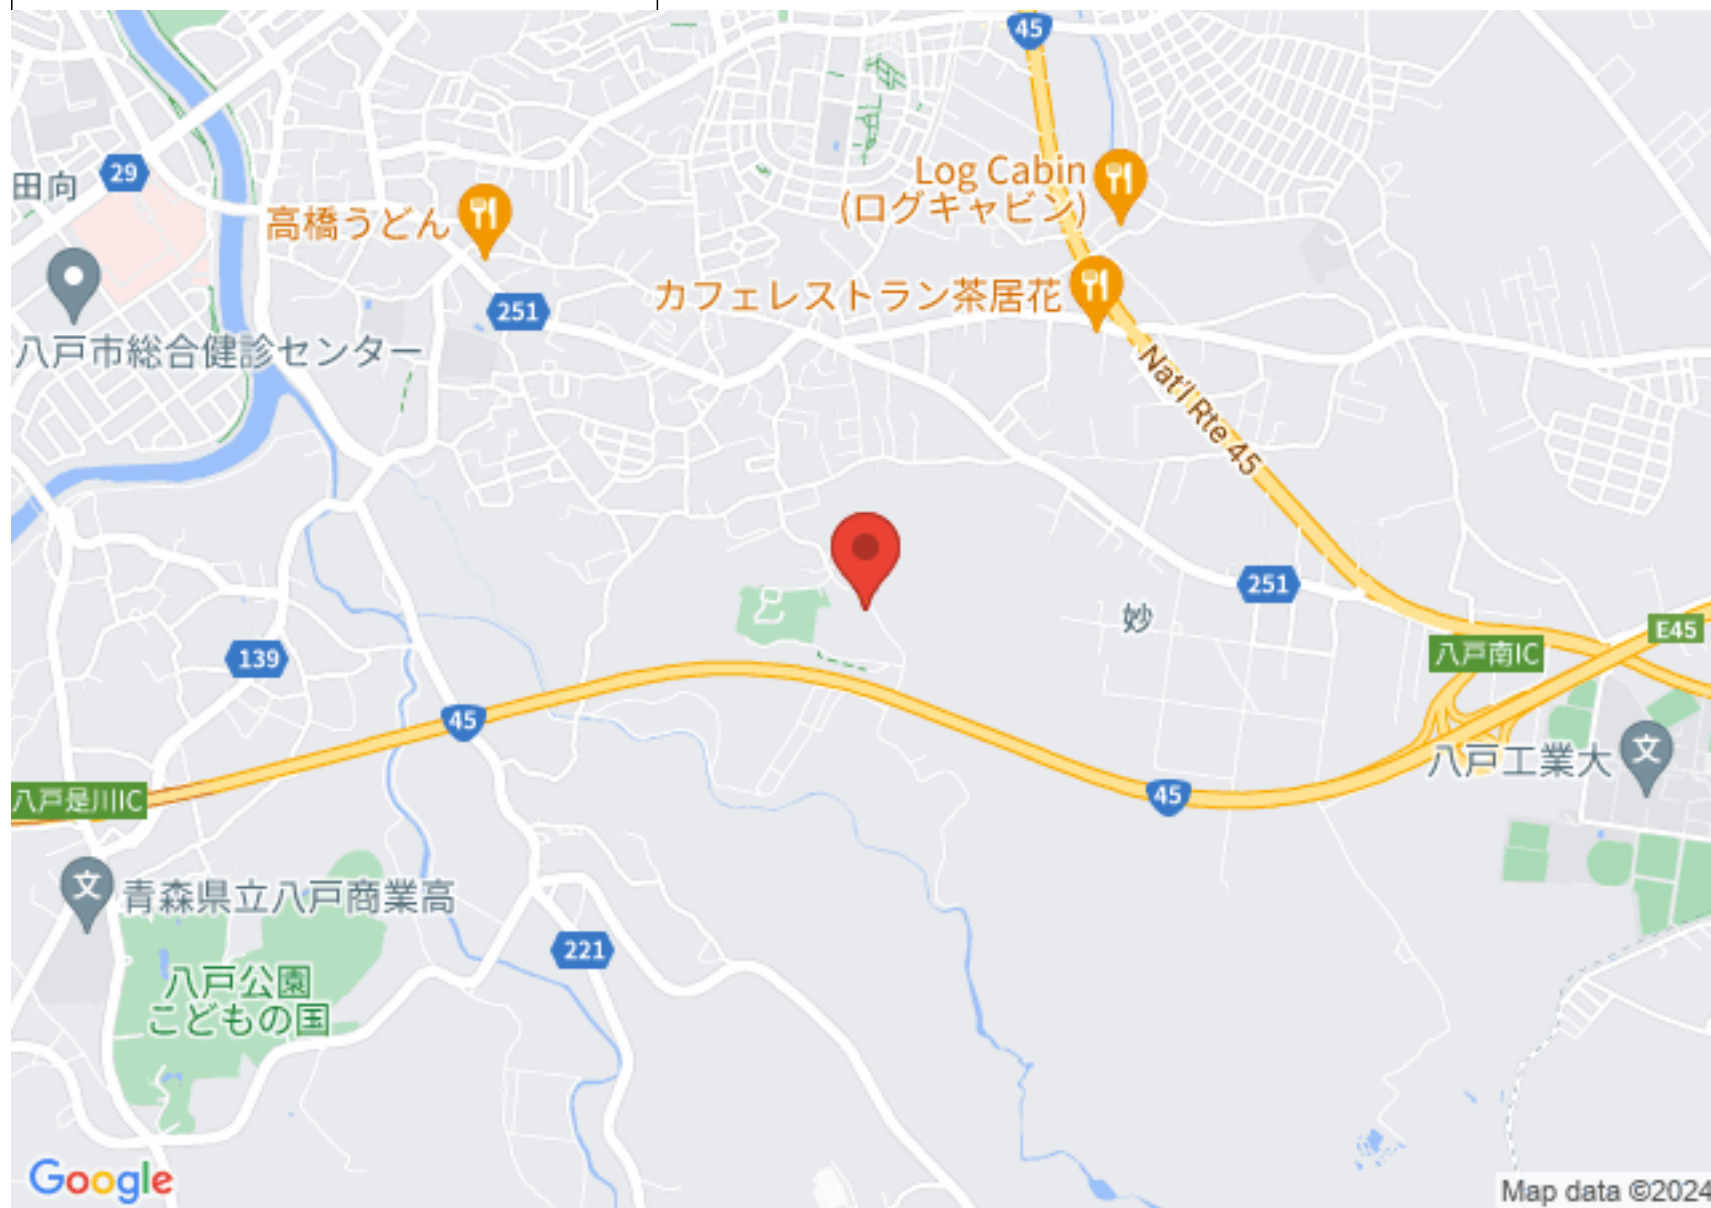 45
29
田向
Log Cabin
(ログキャビン)
高橋うどん
カフェレストラン茶居花
251
八戸市総合健診センター
Nat'l Rte 45
251
妙
E45
139
八戸南IC
45
八戸工業大
八戸是川IC
45
青森県立八戸商業高
221
八戸公園
こどもの国
Google
Map data ©2024